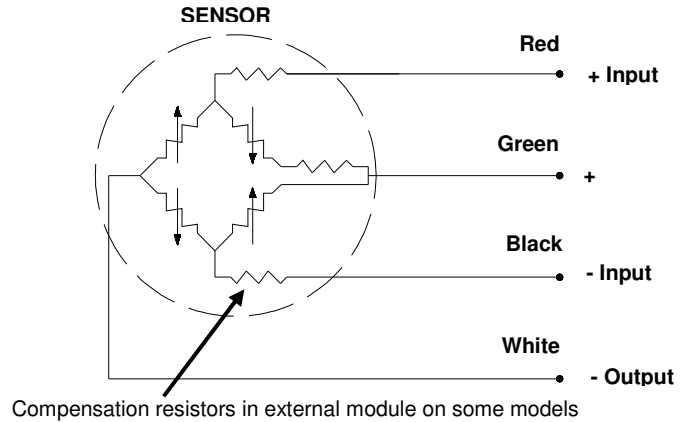 SENSOR
Red
+ Input
Green
+
Black
- Input
White
- Output
Compensation resistors in external module on some models